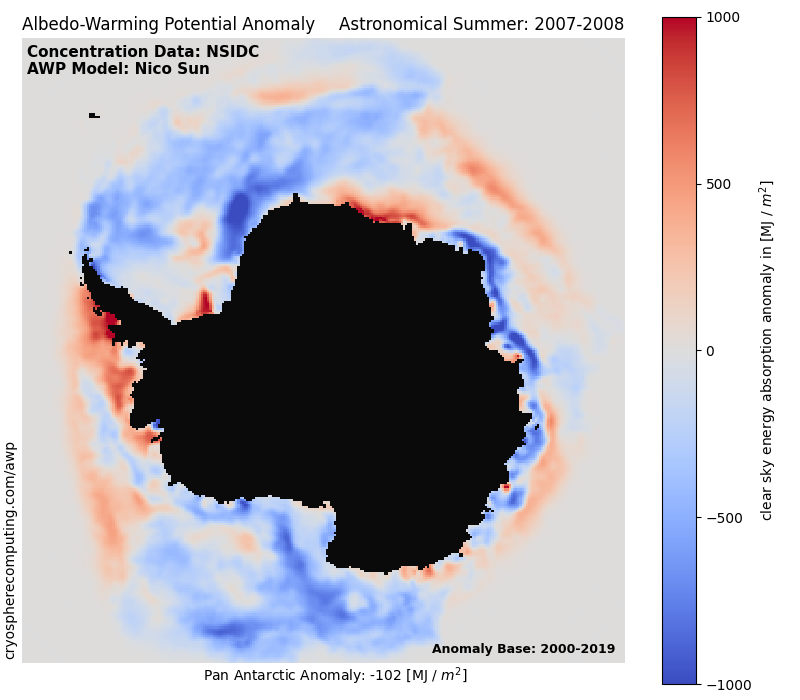 Albedo-Warming Potential Anomaly Astronomical Summer: 2007-2008
Concentration Data: NSIDC
AWP Model: Nico Sun
1000
500
0
−500
−1000
clear sky energy absorption anomaly in [MJ / m²]
cryospherecomputing.com/awp
Anomaly Base: 2000-2019
Pan Antarctic Anomaly: -102 [MJ / m²]